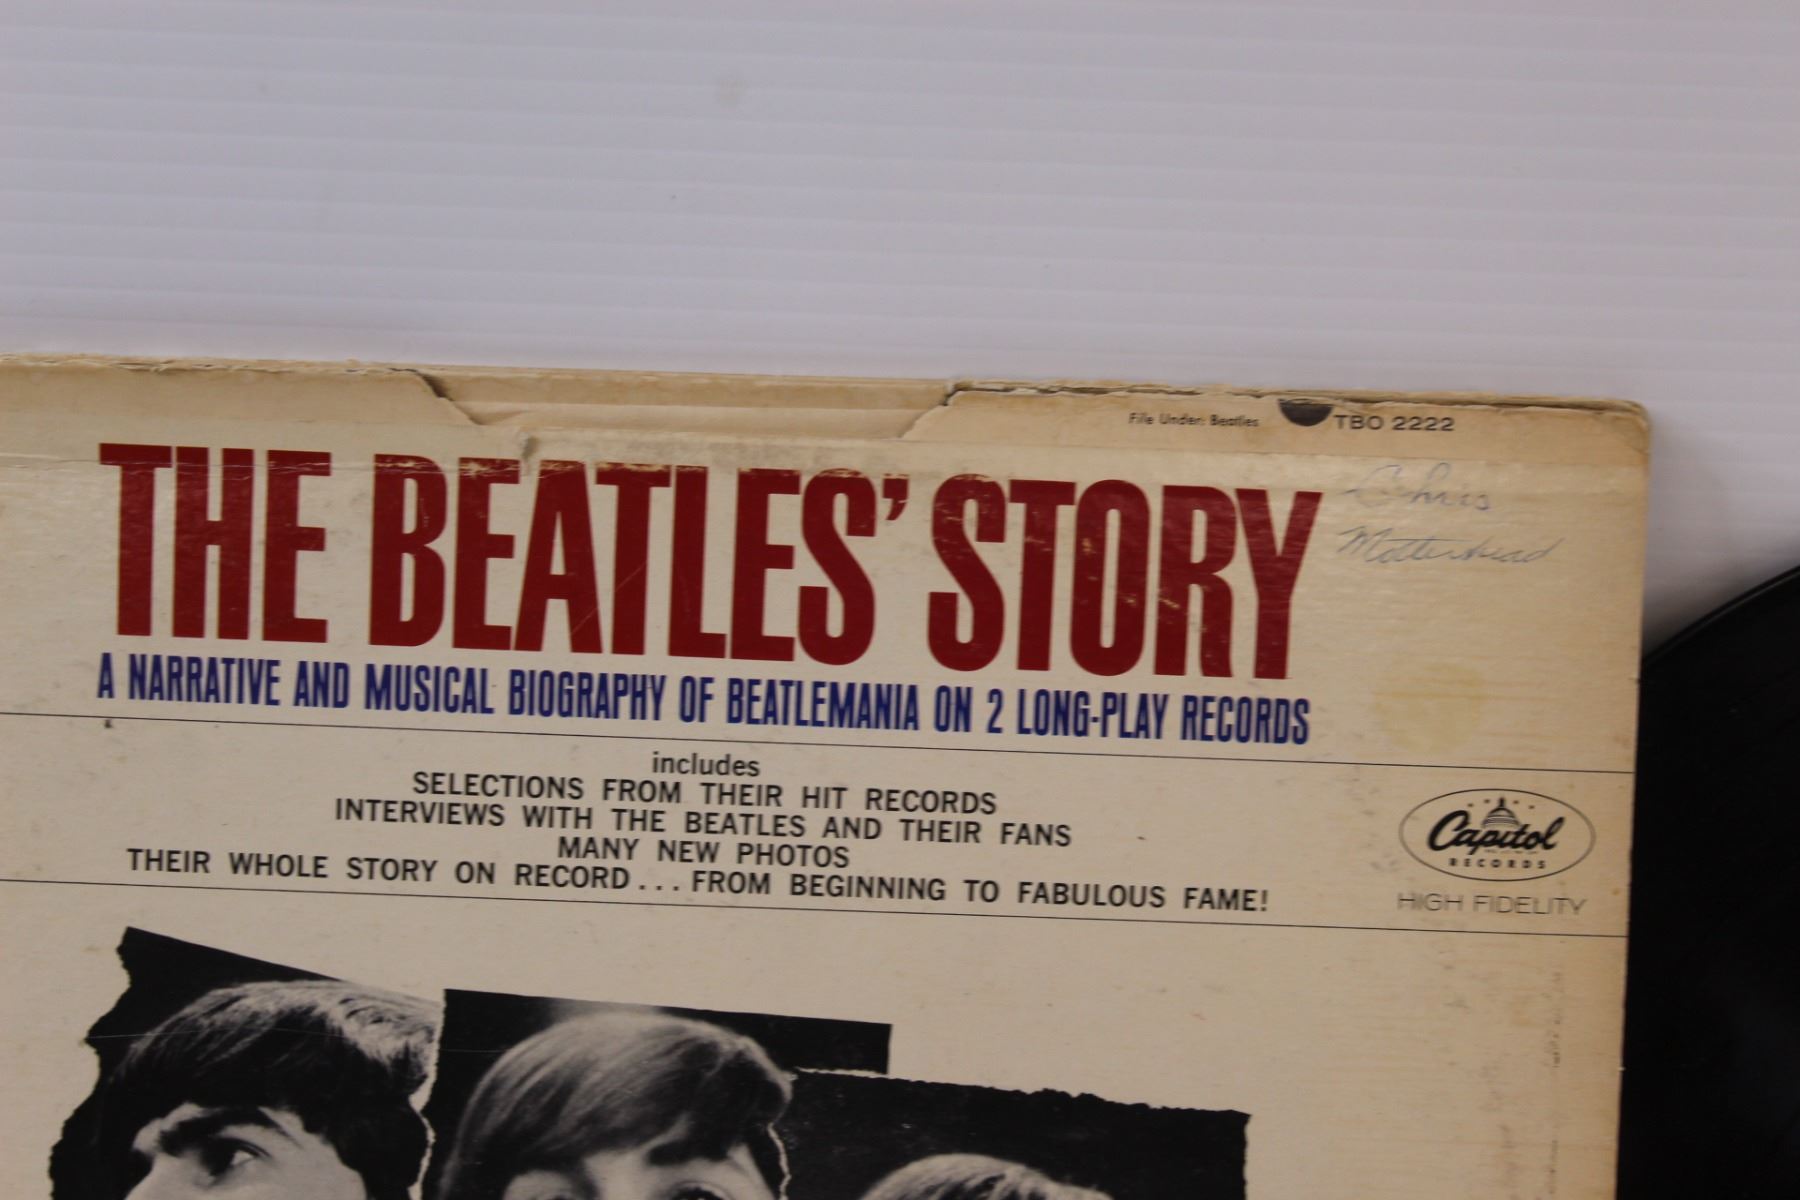 File Under: Beatles TBO 2222
THE BEATLES' STORY
Chris
Motterhead
A NARRATIVE AND MUSICAL BIOGRAPHY OF BEATLEMANIA ON 2 LONG-PLAY RECORDS
includes
SELECTIONS FROM THEIR HIT RECORDS
INTERVIEWS WITH THE BEATLES AND THEIR FANS
MANY NEW PHOTOS
THEIR WHOLE STORY ON RECORD... FROM BEGINNING TO FABULOUS FAME!
Capitol
RECORDS
HIGH FIDELITY